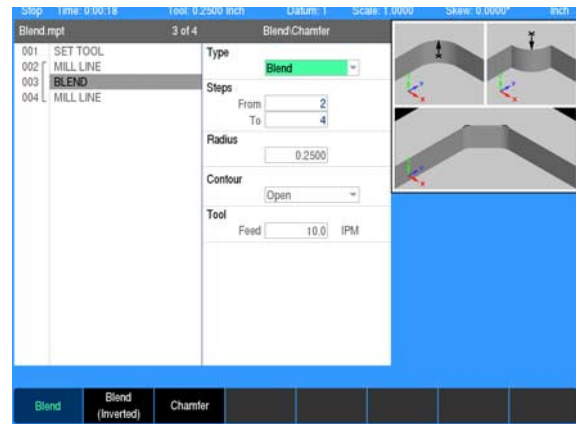 Stop Time: 0:00:18 Tool: 0.2500 Inch Datum: 1 Scale: 1.0000 Skew: 0.0000° Inch
Blend.mpt 3 of 4 Blend\Chamfer
001 SET TOOL
002 MILL LINE
003 BLEND
004 MILL LINE
Type
Blend
Steps
From 2
To 4
Radius
0.2500
Contour
Open
Tool
Feed 10.0 IPM
Blend
Blend (Inverted)
Chamfer